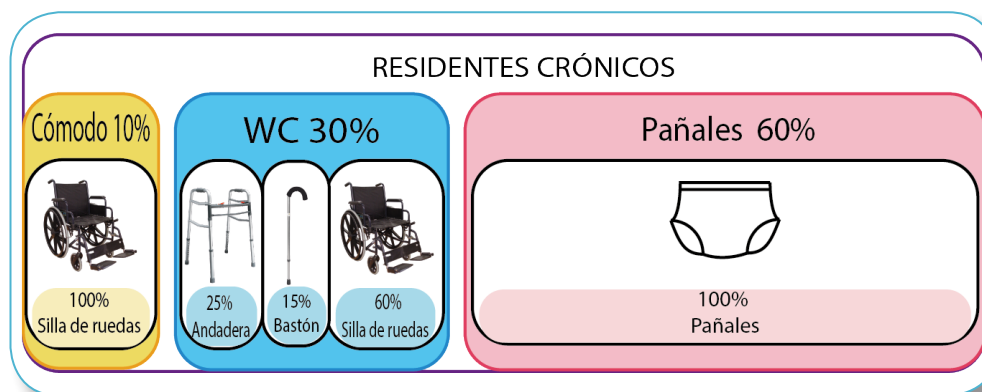 RESIDENTES CRÓNICOS
Cómodo 10%
100%
Silla de ruedas
WC 30%
25%
Andadera
15%
Bastón
60%
Silla de ruedas
Pañales 60%
100%
Pañales